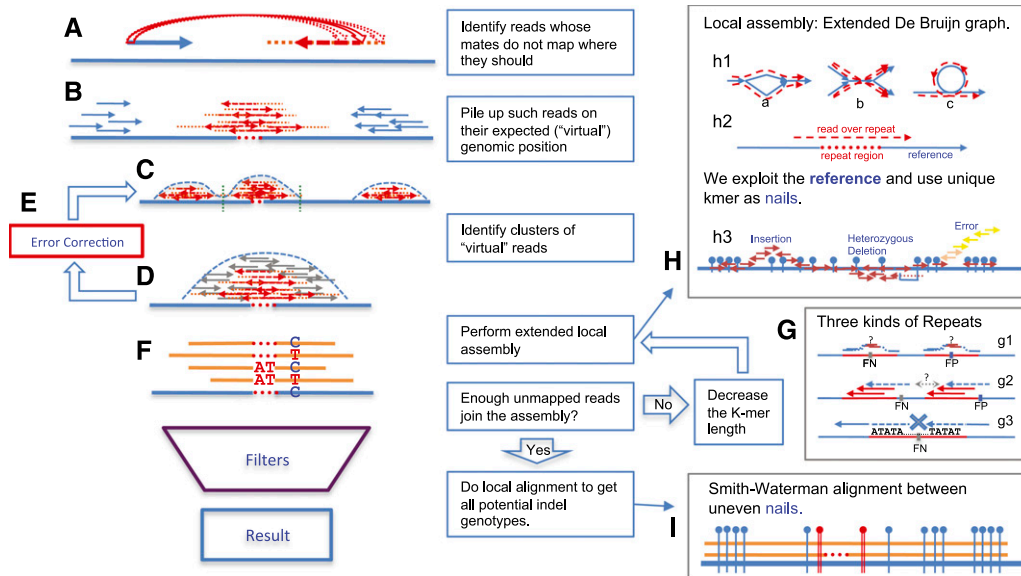 A
Identify reads whose
mates do not map where
they should
B
Pile up such reads on
their expected ("virtual")
genomic position
C
E
Error Correction
Identify clusters of
"virtual" reads
D
F
C
T
AT C
AT T
C
Perform extended local
assembly
Enough unmapped reads
join the assembly?
No
Decrease
the K-mer
length
Yes
Do local alignment to get
all potential indel
genotypes.
Filters
Result
H
Local assembly: Extended De Bruijn graph.
h1
a
b
c
h2
read over repeat
repeat region
reference
We exploit the reference and use unique
kmer as nails.
h3
Insertion
Heterozygous
Deletion
Error
G
Three kinds of Repeats
g1
?
?
FN
FP
g2
?
FN
FP
g3
ATATA
TATAT
FN
I
Smith-Waterman alignment between
uneven nails.